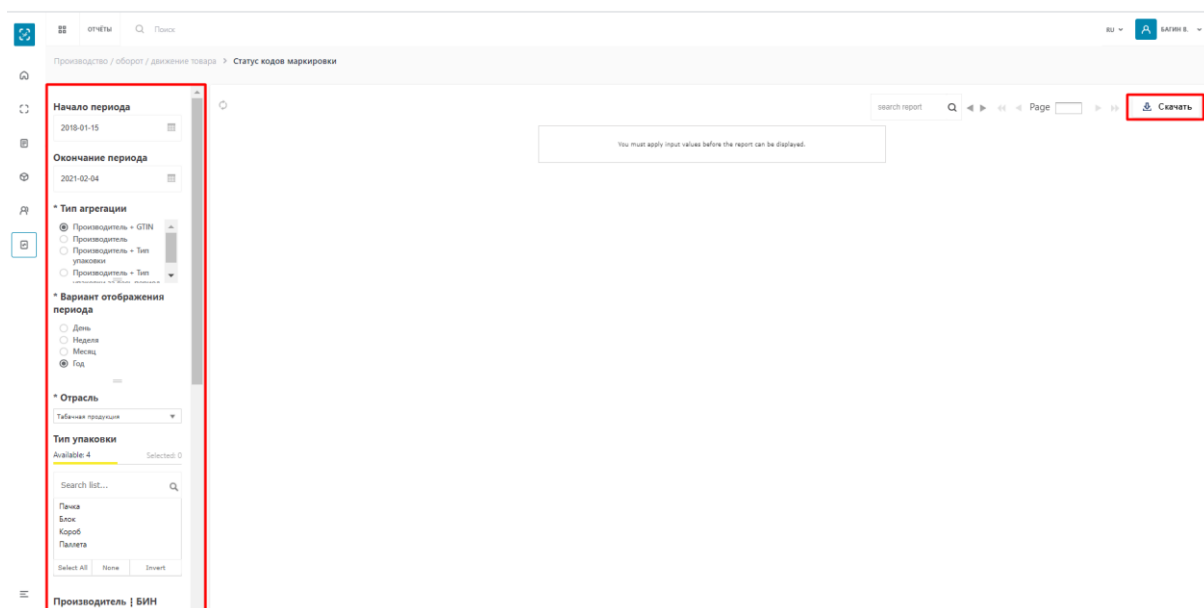 ОТЧЁТЫ Поиск RU БАГИН В.
Производство / оборот / движение товара > Статус кодов маркировки
Начало периода
2018-01-15
Окончание периода
2021-02-04
* Тип агрегации
Производитель + GTIN
Производитель
Производитель + Тип
упаковки
Производитель + Тип
* Вариант отображения
периода
День
Неделя
Месяц
Год
* Отрасль
Табачная продукция
Тип упаковки
Available: 4 Selected: 0
Search list...
Пачка
Блок
Короб
Паллета
Select All None Invert
Производитель ¦ БИН
search report Page Скачать
You must apply input values before the report can be displayed.